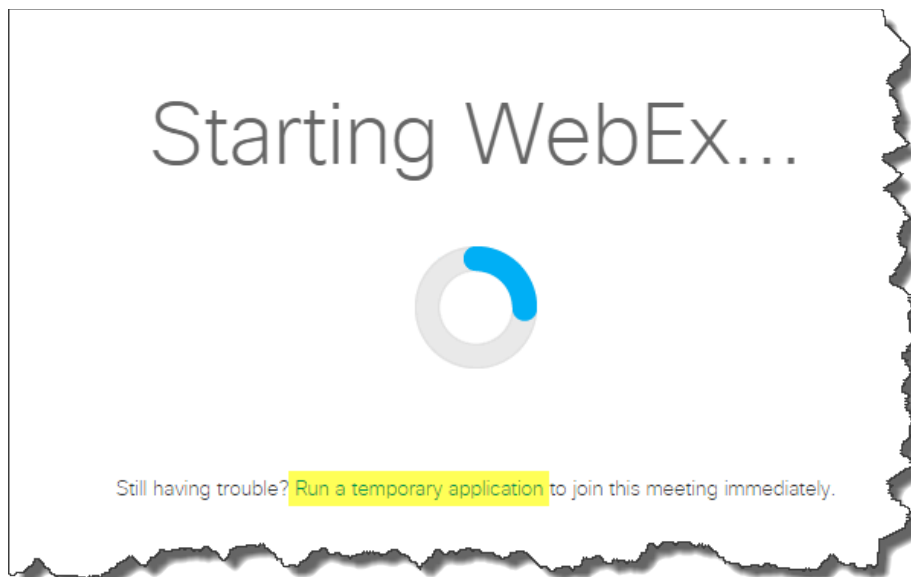 Starting WebEx...
Still having trouble? Run a temporary application to join this meeting immediately.